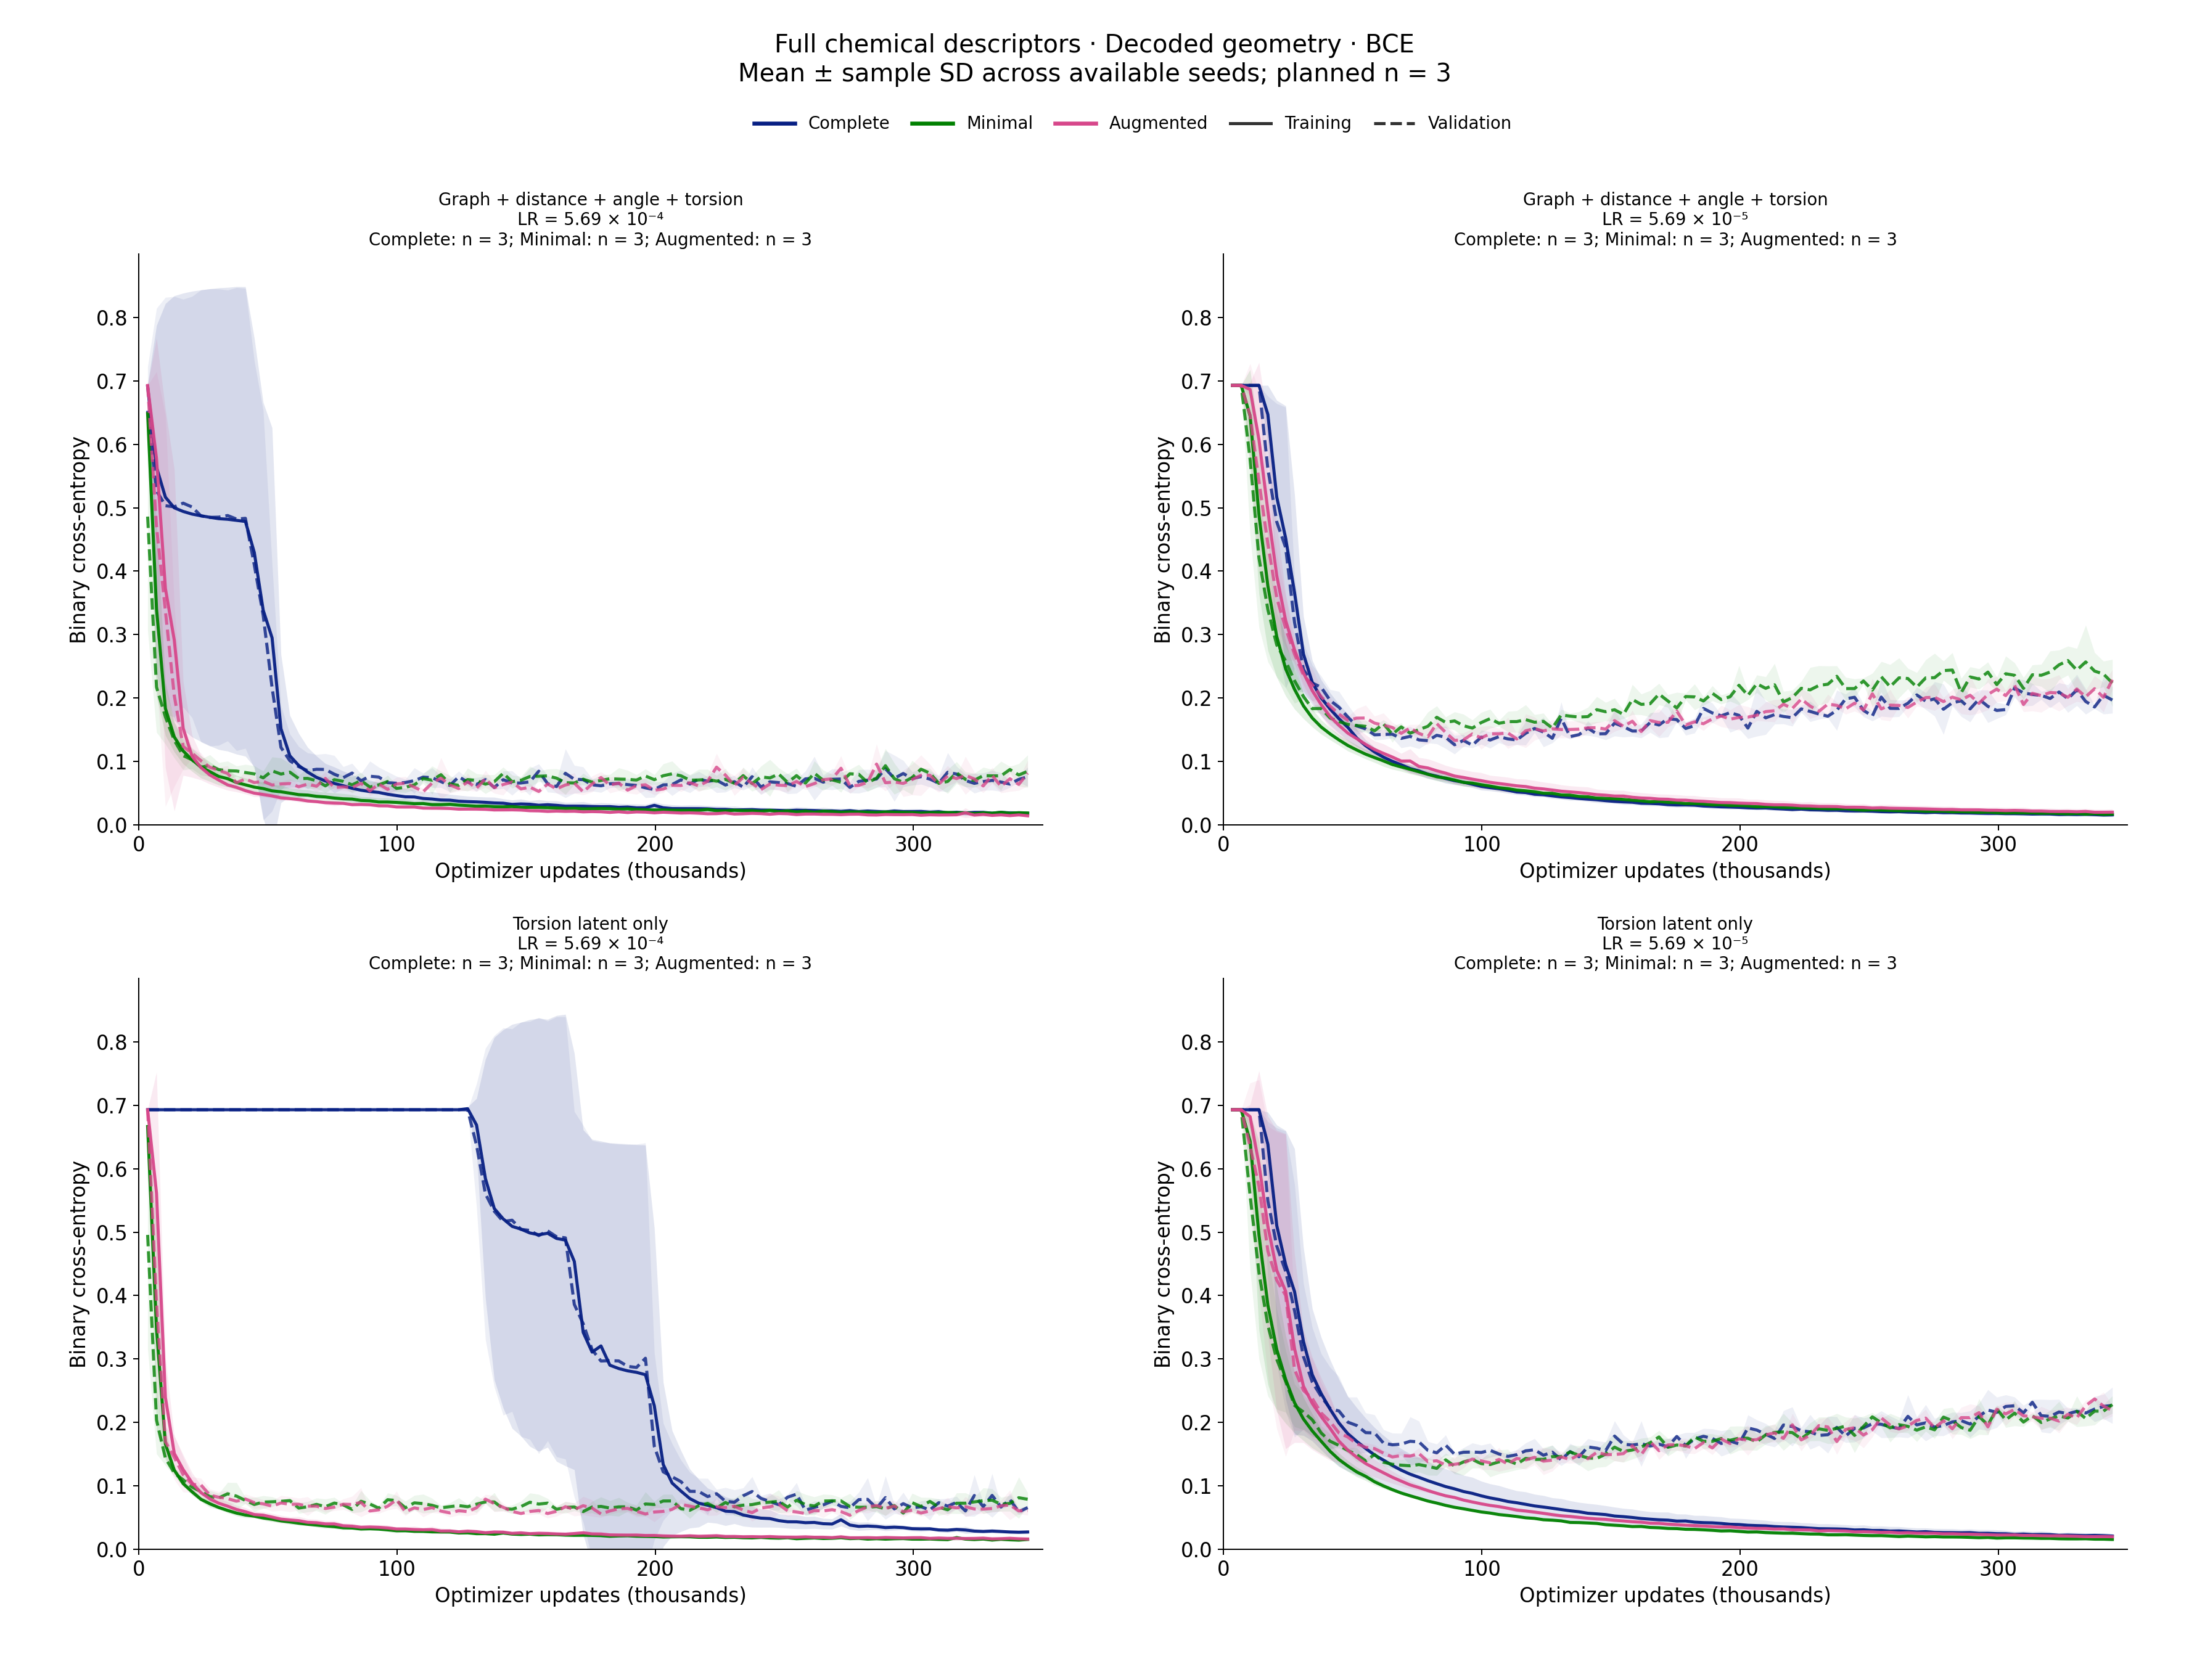 Full chemical descriptors · Decoded geometry · BCE
Mean ± sample SD across available seeds; planned n = 3
Complete
Minimal
Augmented
Training
Validation
Graph + distance + angle + torsion
LR = 5.69 × 10⁻⁴
Complete: n = 3; Minimal: n = 3; Augmented: n = 3
0.8
0.7
0.6
0.5
0.4
0.3
0.2
0.1
0.0
Binary cross-entropy
0
100
200
300
Optimizer updates (thousands)
Graph + distance + angle + torsion
LR = 5.69 × 10⁻⁵
Complete: n = 3; Minimal: n = 3; Augmented: n = 3
0.8
0.7
0.6
0.5
0.4
0.3
0.2
0.1
0.0
Binary cross-entropy
0
100
200
300
Optimizer updates (thousands)
Torsion latent only
LR = 5.69 × 10⁻⁴
Complete: n = 3; Minimal: n = 3; Augmented: n = 3
0.8
0.7
0.6
0.5
0.4
0.3
0.2
0.1
0.0
Binary cross-entropy
0
100
200
300
Optimizer updates (thousands)
Torsion latent only
LR = 5.69 × 10⁻⁵
Complete: n = 3; Minimal: n = 3; Augmented: n = 3
0.8
0.7
0.6
0.5
0.4
0.3
0.2
0.1
0.0
Binary cross-entropy
0
100
200
300
Optimizer updates (thousands)